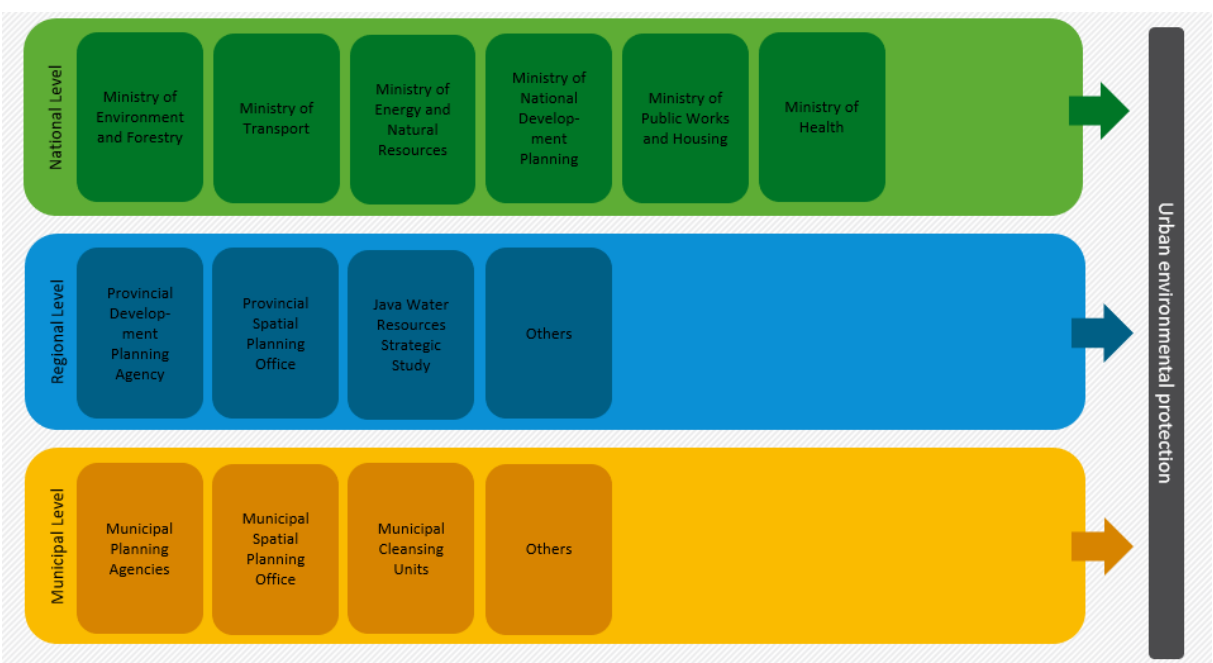 National Level
Ministry of
Environment
and Forestry
Ministry of
Transport
Ministry of
Energy and
Natural
Resources
Ministry of
National
Develop-
ment
Planning
Ministry of
Public Works
and Housing
Ministry of
Health
Regional Level
Provincial
Develop-
ment
Planning
Agency
Provincial
Spatial
Planning
Office
Java Water
Resources
Strategic
Study
Others
Municipal Level
Municipal
Planning
Agencies
Municipal
Spatial
Planning
Office
Municipal
Cleansing
Units
Others
Urban environmental protection